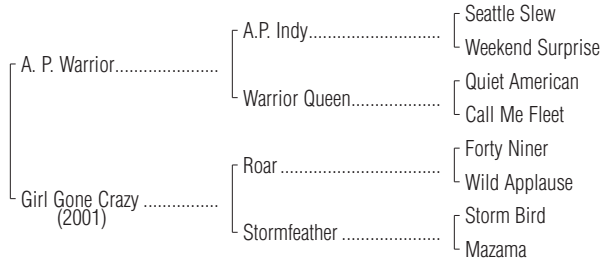 Seattle Slew
A.P. Indy....................................
Weekend Surprise
A. P. Warrior.......................
Quiet American
Warrior Queen.........................
Call Me Fleet
Forty Niner
Roar ........................................
Wild Applause
Girl Gone Crazy .................
(2001)
Storm Bird
Stormfeather ...........................
Mazama